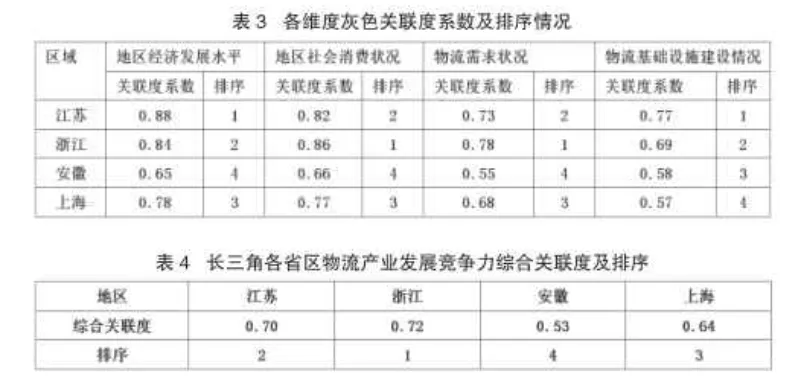 表 3 各维度灰色关联度系数及排序情况
区域 地区经济发展水平 地区社会消费状况 物流需求状况 物流基础设施建设情况
关联度系数 排序 关联度系数 排序 关联度系数 排序 关联度系数 排序
江苏 0.88 1 0.82 2 0.73 2 0.77 1
浙江 0.84 2 0.86 1 0.78 1 0.69 2
安徽 0.65 4 0.66 4 0.55 4 0.58 3
上海 0.78 3 0.77 3 0.68 3 0.57 4
表 4 长三角各省区物流产业发展竞争力综合关联度及排序
地区 江苏 浙江 安徽 上海
综合关联度 0.70 0.72 0.53 0.64
排序 2 1 4 3